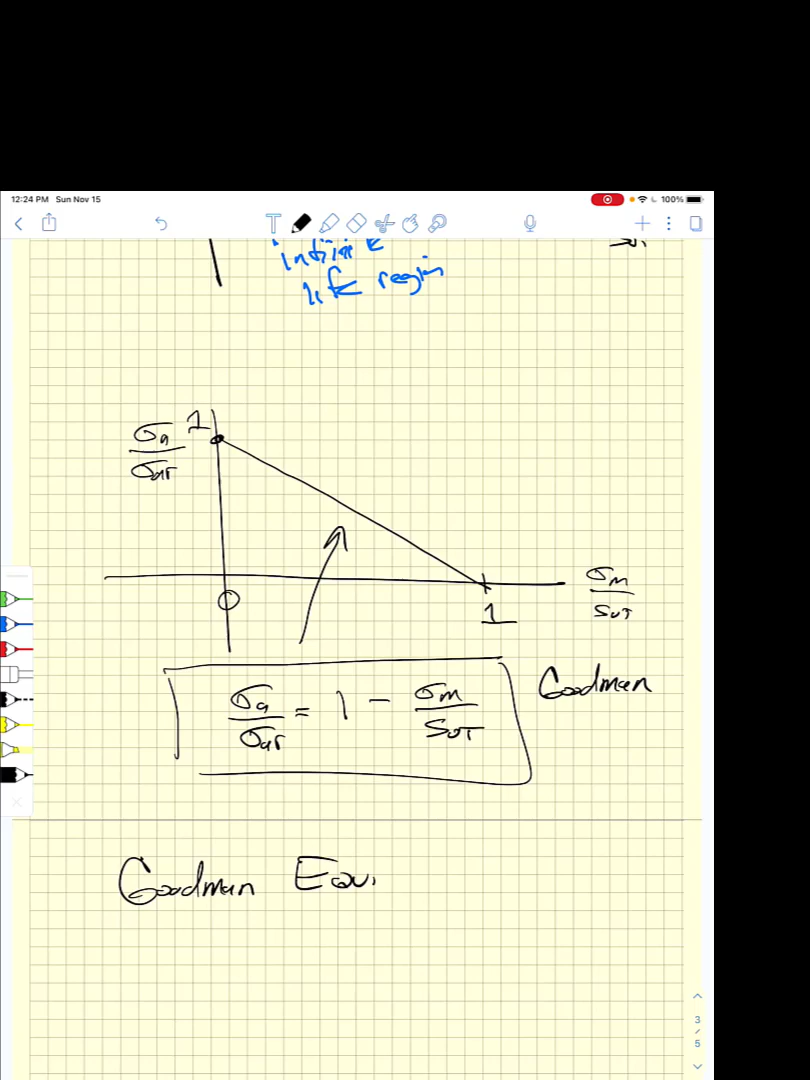 12:24 PM Sun Nov 15
100%
infinite
life region
σa/σar
1
σm/SUT
1
σa/σar = 1 - σm/SUT
Goodman
Goodman Equ.
3
/
5